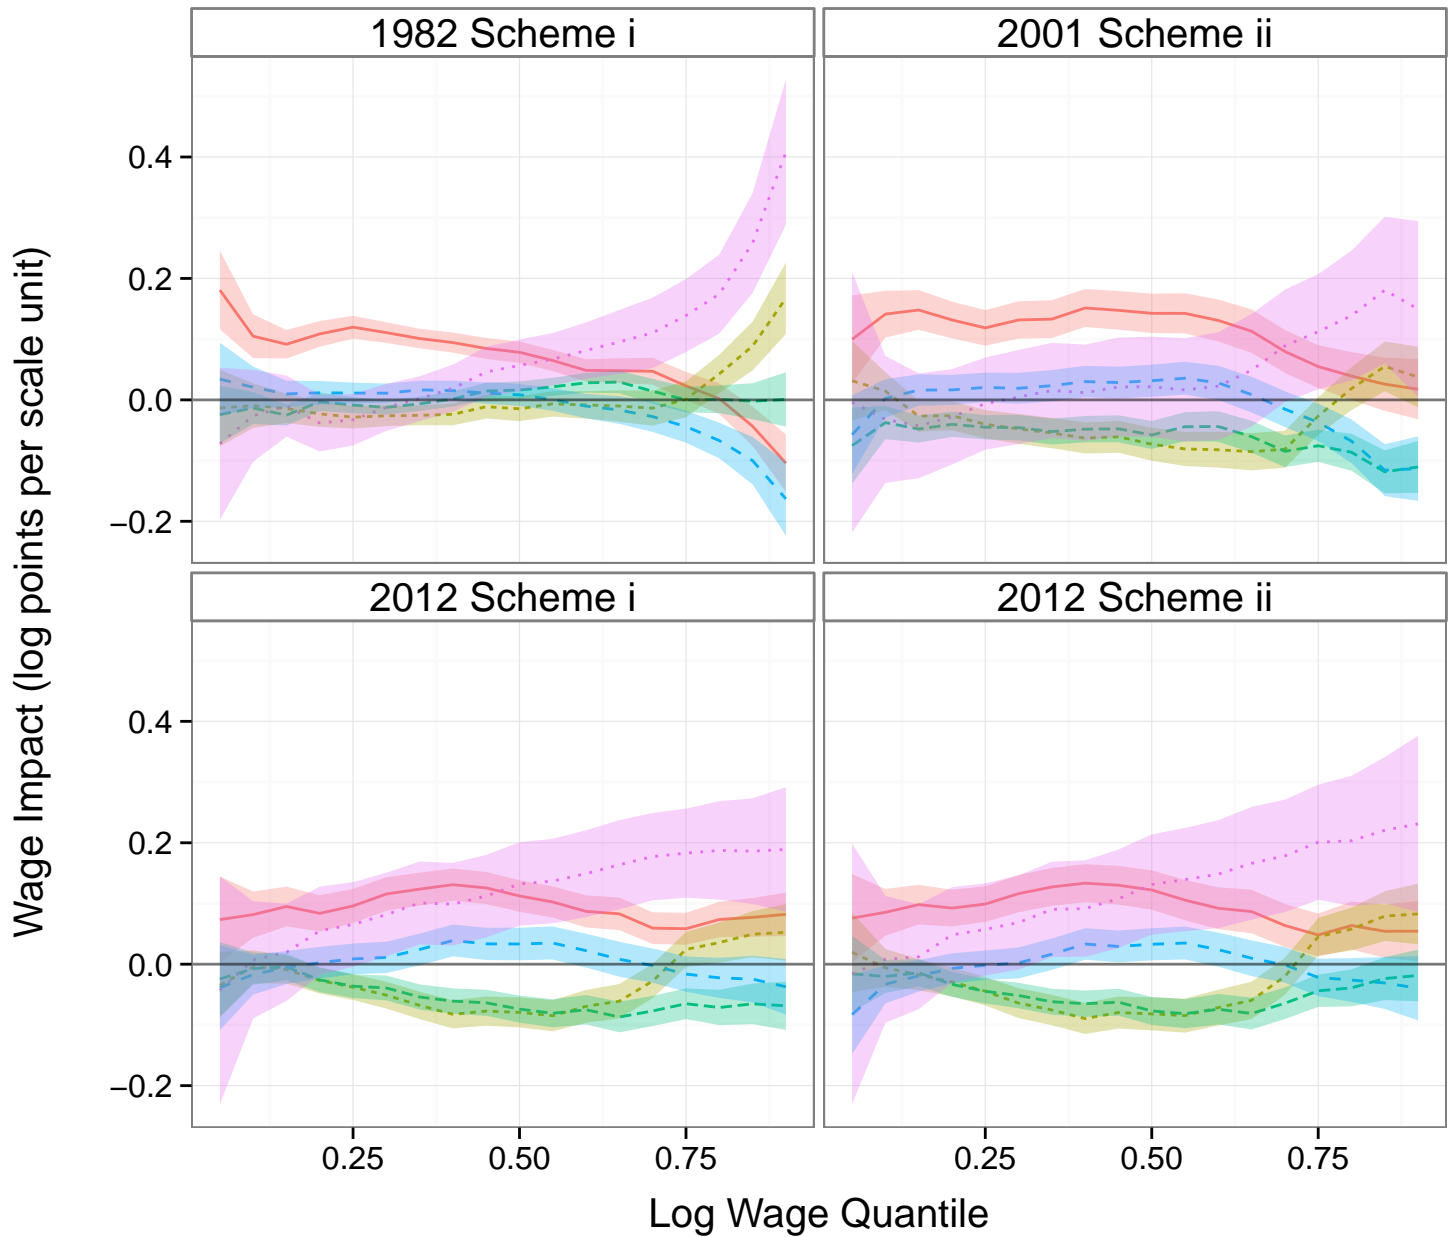 1982 Scheme i
2001 Scheme ii
0.4
0.2
0.0
−0.2
2012 Scheme i
2012 Scheme ii
0.4
0.2
0.0
−0.2
0.25 0.50 0.75
0.25 0.50 0.75
Log Wage Quantile
Wage Impact (log points per scale unit)